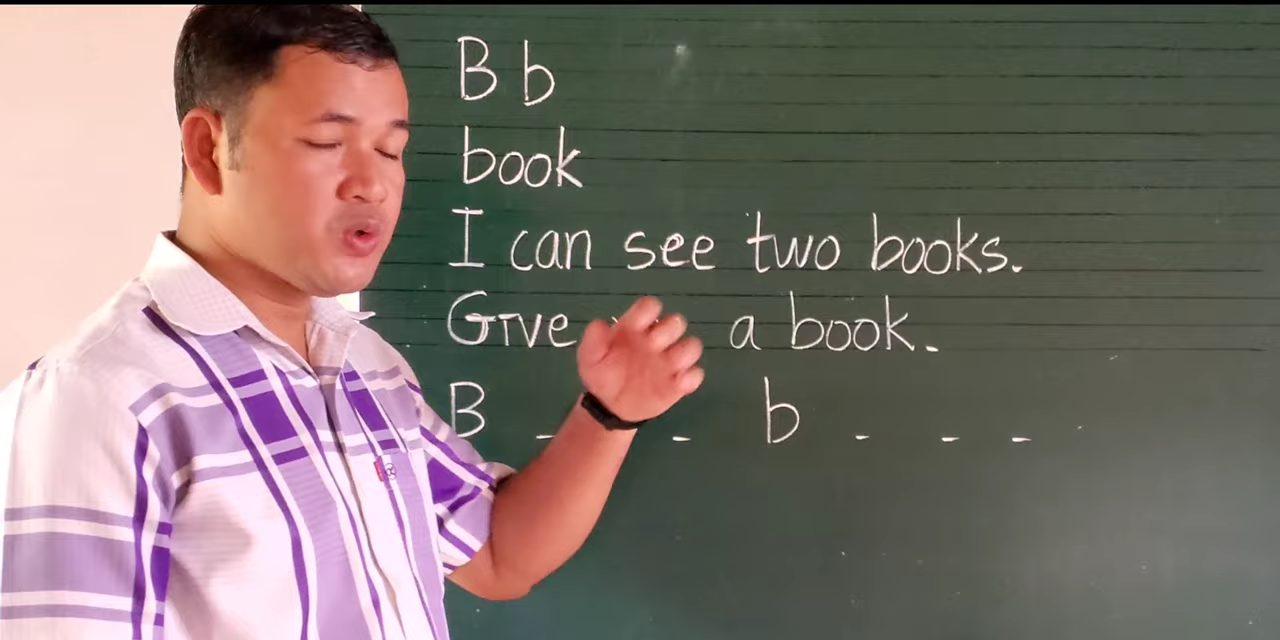 B b
book
I can see two books.
Give a book.
B - - b - - -